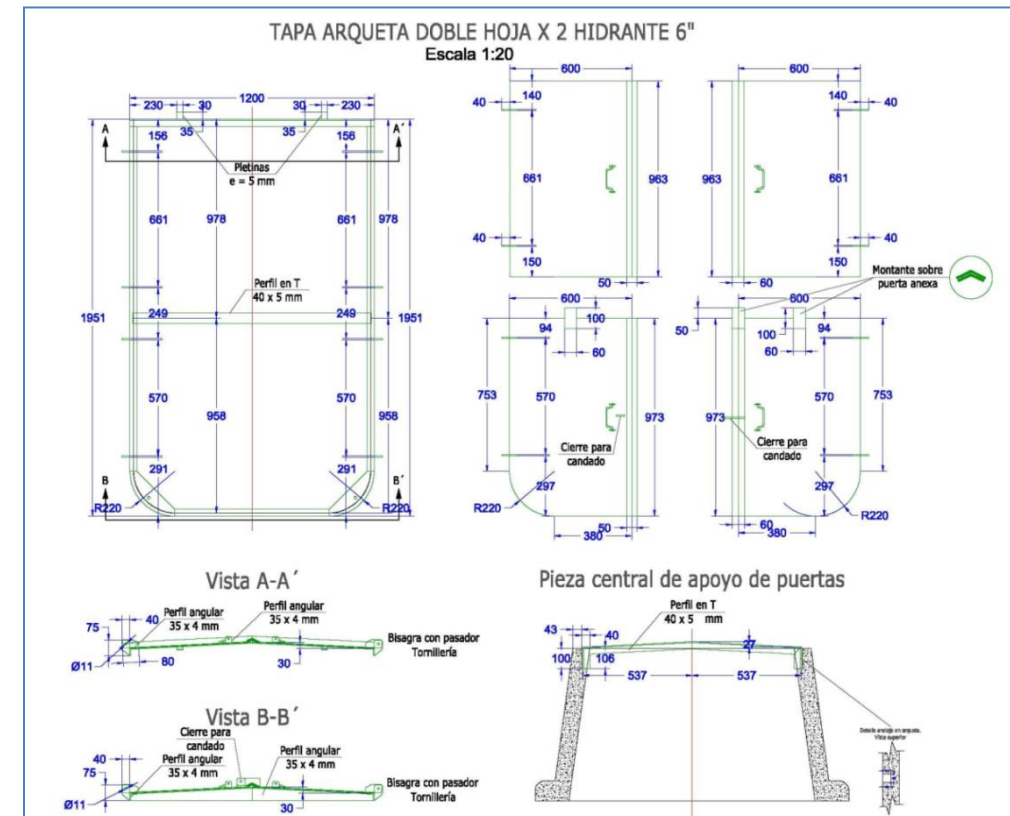 TAPA ARQUETA DOBLE HOJA X 2 HIDRANTE 6"
Escala 1:20
1200
230
30
30
230
35
35
A
A´
156
156
Pletinas
e = 5 mm
661
978
661
978
Perfil en T
40 x 5 mm
1951
249
249
1951
570
958
570
958
291
291
B
B´
R220
R220
600
140
40
661
963
40
150
50
600
140
40
963
661
40
150
60
Montante sobre
puerta anexa
600
94
100
60
753
570
973
Cierre para
candado
297
R220
50
380
600
50
100
94
60
570
753
973
Cierre para
candado
297
R220
60
380
Vista A-A´
Perfil angular
35 x 4 mm
Perfil angular
35 x 4 mm
40
75
Ø11
80
30
Bisagra con pasador
Tornillería
Vista B-B´
Cierre para
candado
Perfil angular
35 x 4 mm
Perfil angular
35 x 4 mm
40
75
Ø11
30
Bisagra con pasador
Tornillería
Pieza central de apoyo de puertas
Perfil en T
40 x 5 mm
43
40
27
100
106
537
537
Detalle anclaje en arqueta.
Vista superior